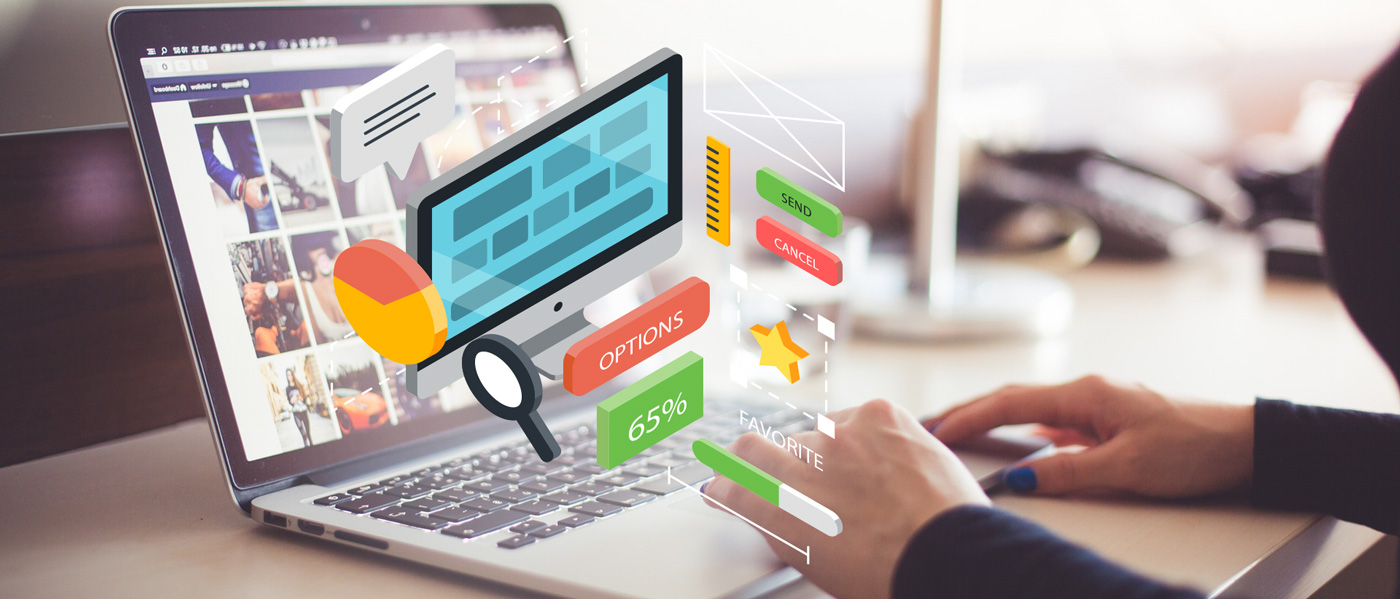 SEND
CANCEL
OPTIONS
65%
FAVORITE